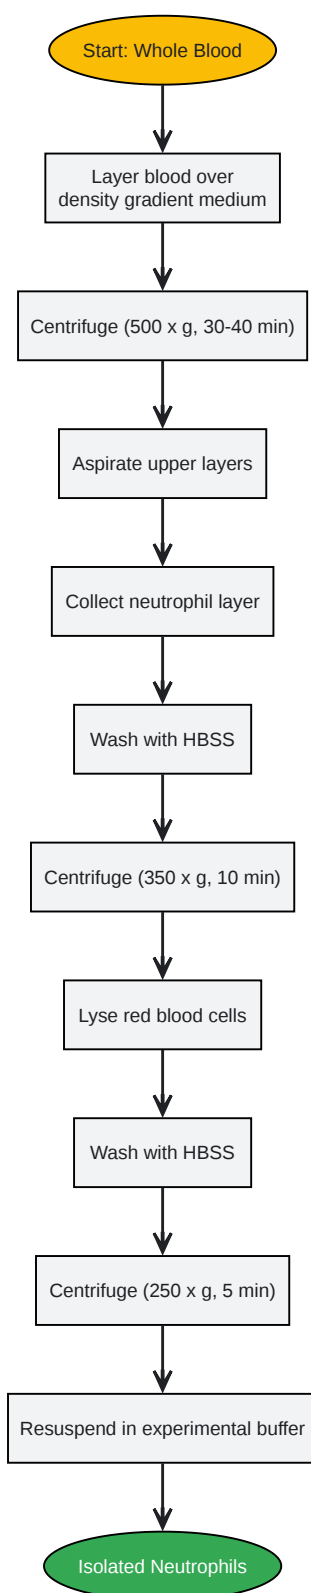 Start: Whole Blood
Layer blood over
density gradient medium
Centrifuge (500 x g, 30-40 min)
Aspirate upper layers
Collect neutrophil layer
Wash with HBSS
Centrifuge (350 x g, 10 min)
Lyse red blood cells
Wash with HBSS
Centrifuge (250 x g, 5 min)
Resuspend in experimental buffer
Isolated Neutrophils